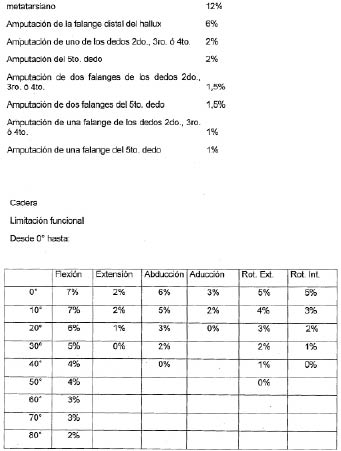 metatarsiano 12%
Amputación de la falange distal del hallux 6%
Amputación de uno de los dedos 2do., 3ro. ó 4to. 2%
Amputación del 5to. dedo 2%
Amputación de dos falanges de los dedos 2do.,
3ro. ó 4to. 1,5%
Amputación de dos falanges del 5to. dedo 1,5%
Amputación de una falange de los dedos 2do., 3ro.
ó 4to. 1%
Amputación de una falange del 5to. dedo 1%
Cadera
Limitación funcional
Desde 0° hasta:
Flexión Extensión Abducción Aducción Rot. Ext. Rot. Int.
0° 7% 2% 6% 3% 5% 5%
10° 7% 2% 5% 2% 4% 3%
20° 6% 1% 3% 0% 3% 2%
30° 5% 0% 2% 2% 1%
40° 4% 0% 1% 0%
50° 4% 0%
60° 3%
70° 3%
80° 2%